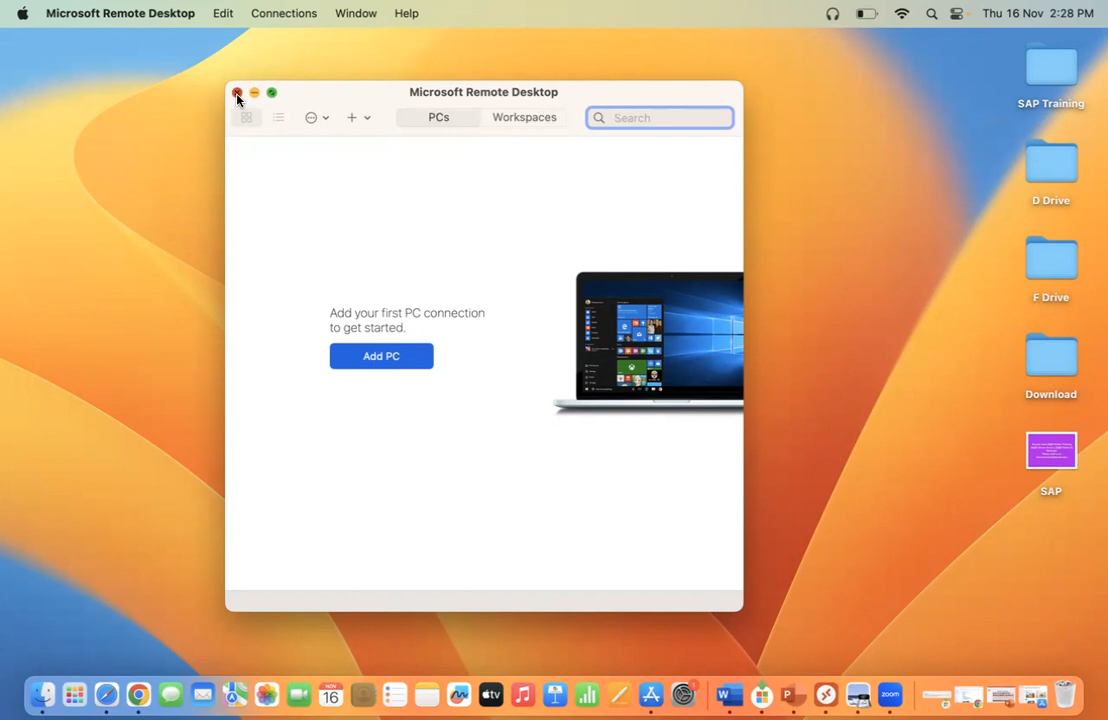 Microsoft Remote Desktop Edit Connections Window Help Thu 16 Nov 2:28 PM
Microsoft Remote Desktop
PCs Workspaces Search
Add your first PC connection
to get started.
Add PC
SAP Training
D Drive
F Drive
Download
SAP
NOV
16
tv
1
W
P
zoom